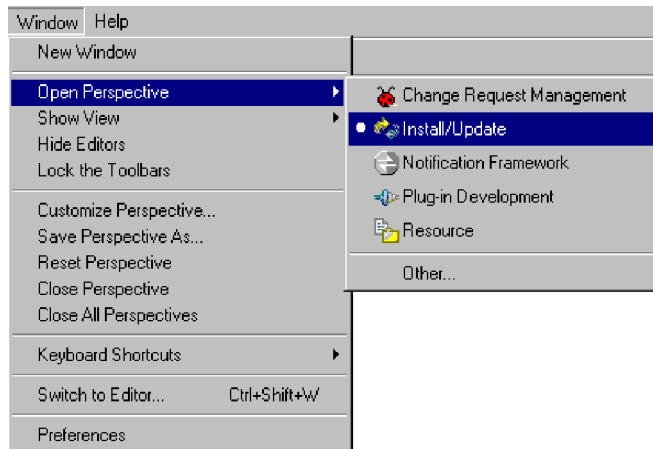 Window Help
New Window
Open Perspective
Show View
Hide Editors
Lock the Toolbars
Customize Perspective...
Save Perspective As...
Reset Perspective
Close Perspective
Close All Perspectives
Keyboard Shortcuts
Switch to Editor... Ctrl+Shift+W
Preferences
Change Request Management
Install/Update
Notification Framework
Plug-in Development
Resource
Other...